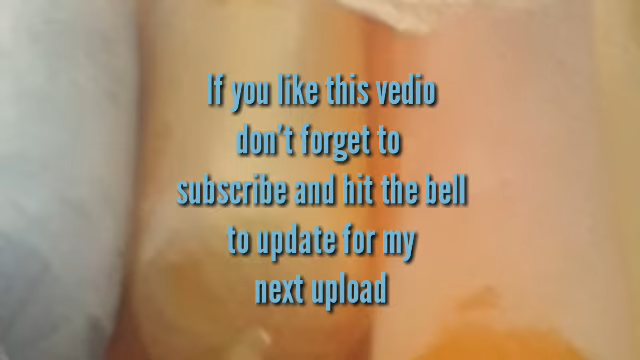 If you like this vedio
don't forget to
subscribe and hit the bell
to update for my
next upload